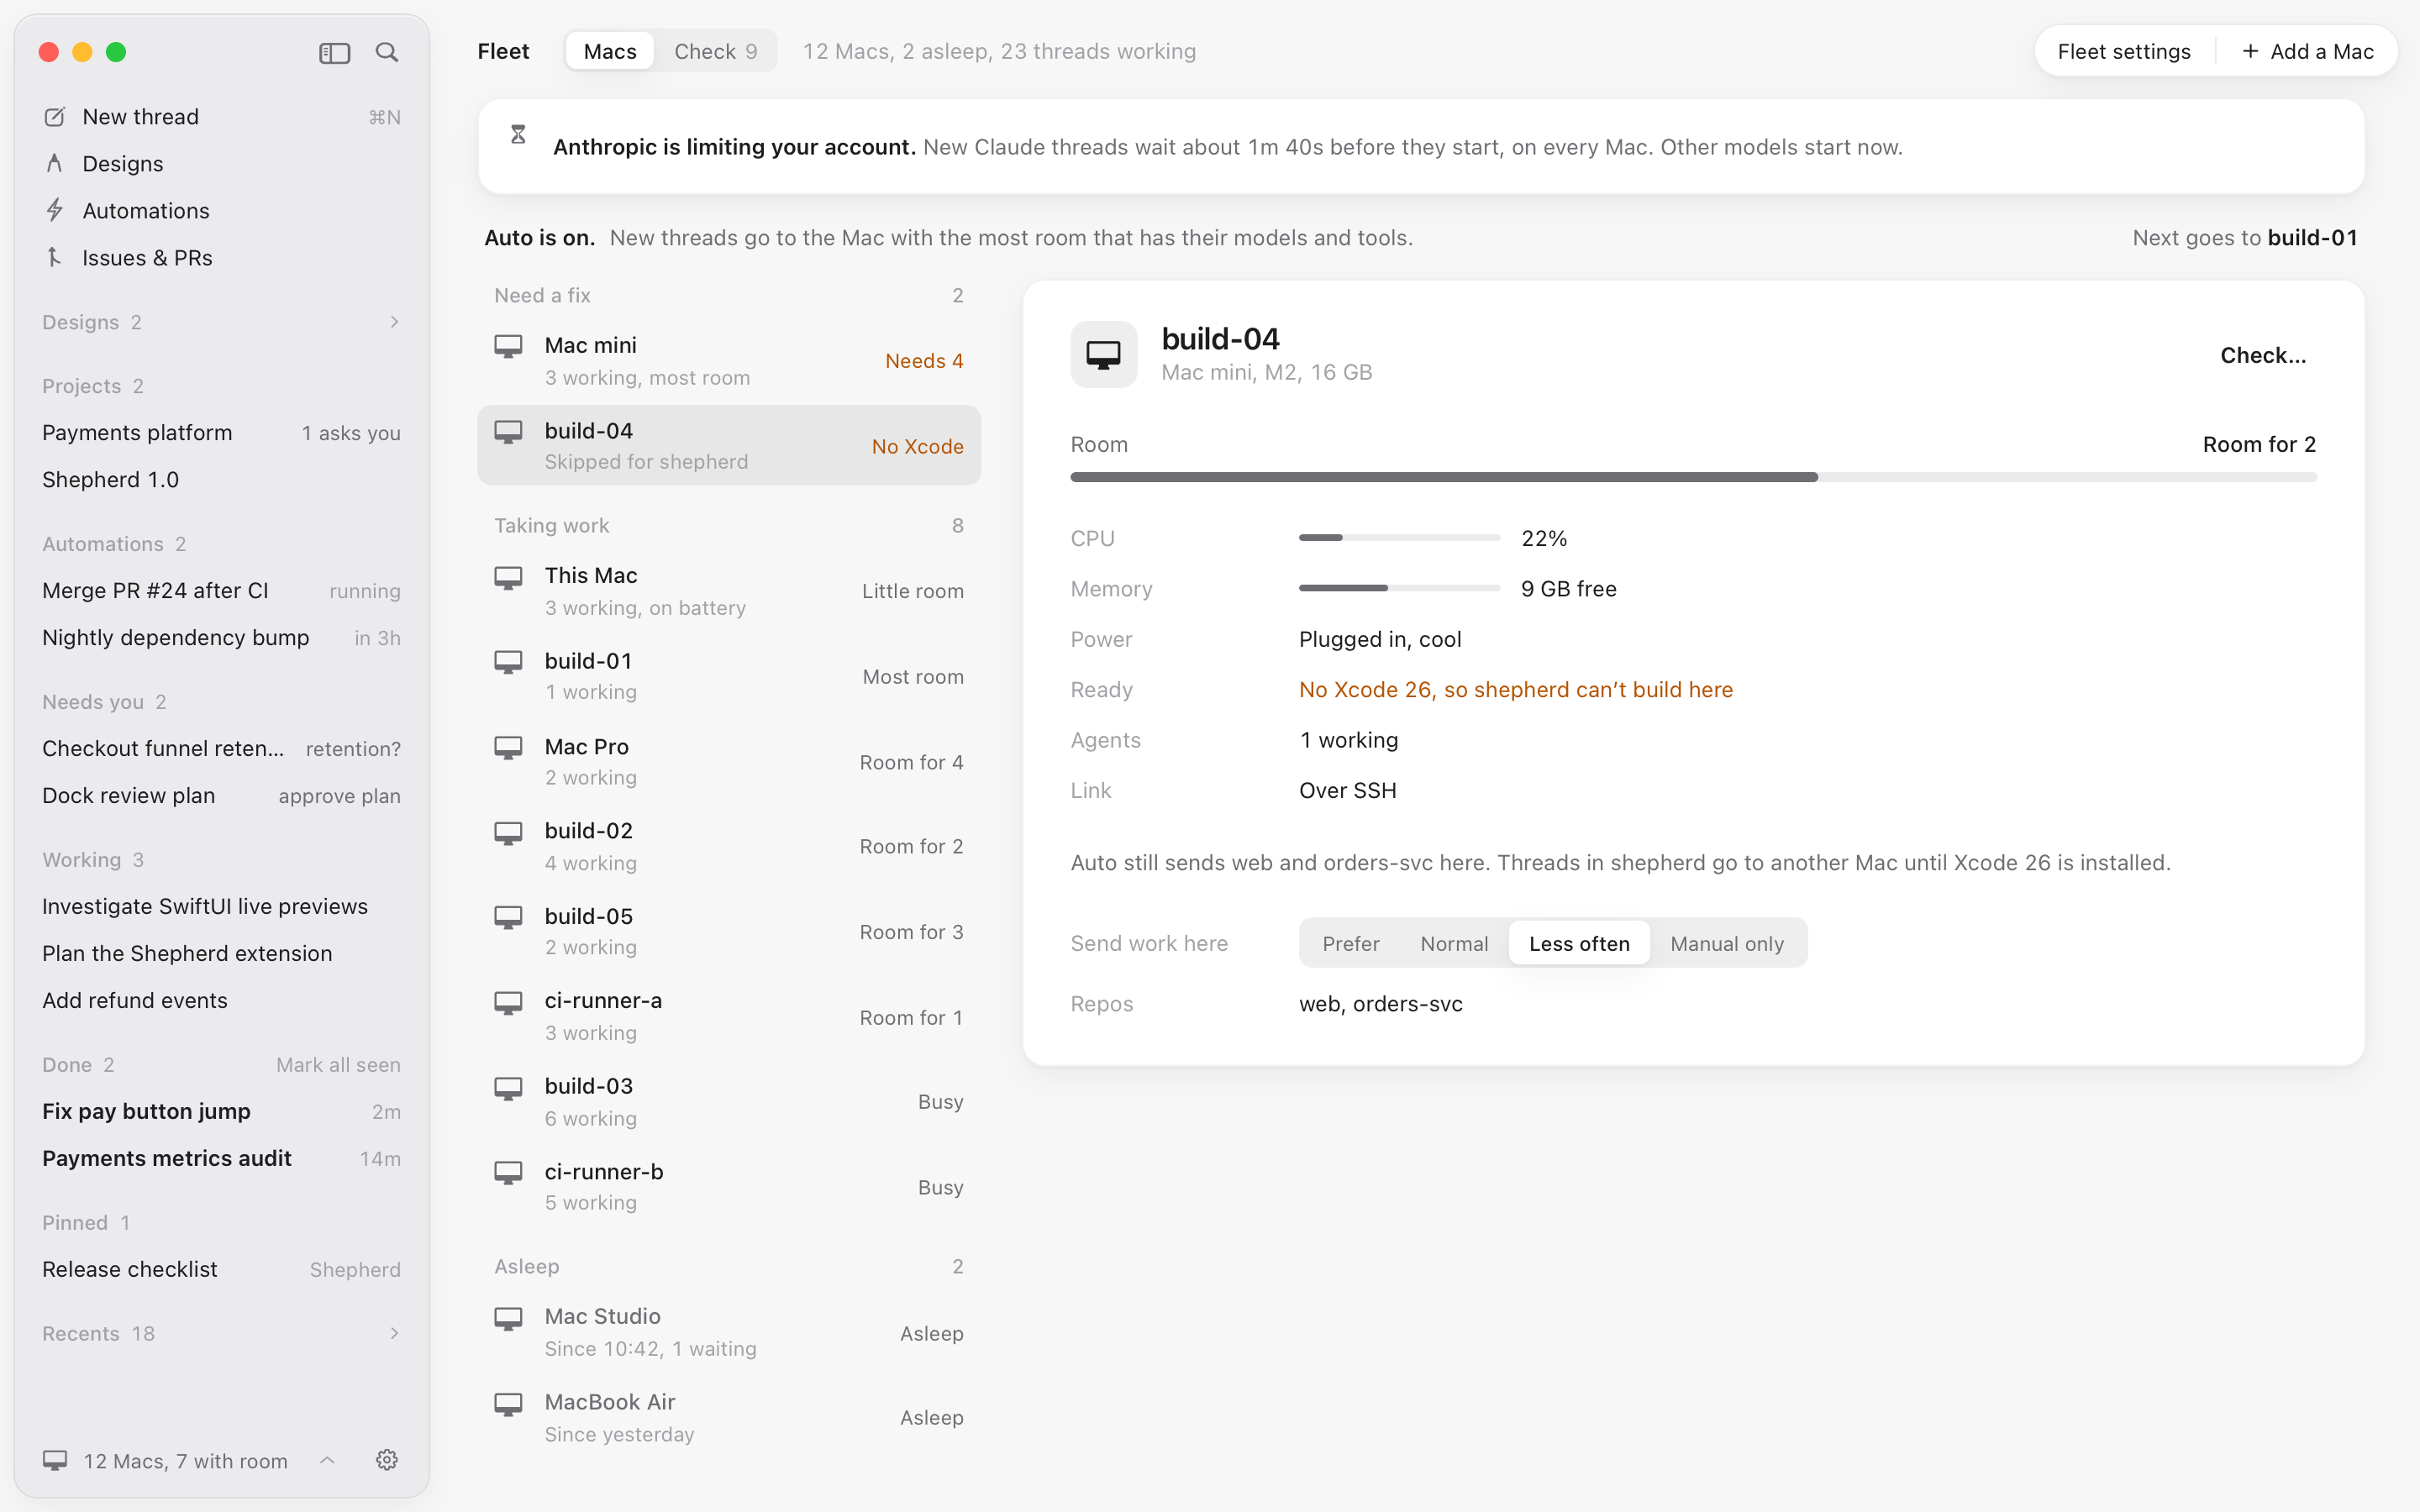 New thread ⌘N
Designs
Automations
Issues & PRs
Designs 2
Projects 2
Payments platform 1 asks you
Shepherd 1.0
Automations 2
Merge PR #24 after CI running
Nightly dependency bump in 3h
Needs you 2
Checkout funnel reten... retention?
Dock review plan approve plan
Working 3
Investigate SwiftUI live previews
Plan the Shepherd extension
Add refund events
Done 2 Mark all seen
Fix pay button jump 2m
Payments metrics audit 14m
Pinned 1
Release checklist Shepherd
Recents 18
12 Macs, 7 with room
Fleet Macs Check 9 12 Macs, 2 asleep, 23 threads working
Fleet settings + Add a Mac
Anthropic is limiting your account. New Claude threads wait about 1m 40s before they start, on every Mac. Other models start now.
Auto is on. New threads go to the Mac with the most room that has their models and tools.
Next goes to build-01
Need a fix 2
Mac mini
3 working, most room
Needs 4
build-04
Skipped for shepherd
No Xcode
Taking work 8
This Mac
3 working, on battery
Little room
build-01
1 working
Most room
Mac Pro
2 working
Room for 4
build-02
4 working
Room for 2
build-05
2 working
Room for 3
ci-runner-a
3 working
Room for 1
build-03
6 working
Busy
ci-runner-b
5 working
Busy
Asleep 2
Mac Studio
Since 10:42, 1 waiting
Asleep
MacBook Air
Since yesterday
Asleep
build-04
Mac mini, M2, 16 GB
Check...
Room Room for 2
CPU 22%
Memory 9 GB free
Power Plugged in, cool
Ready No Xcode 26, so shepherd can’t build here
Agents 1 working
Link Over SSH
Auto still sends web and orders-svc here. Threads in shepherd go to another Mac until Xcode 26 is installed.
Send work here Prefer Normal Less often Manual only
Repos web, orders-svc